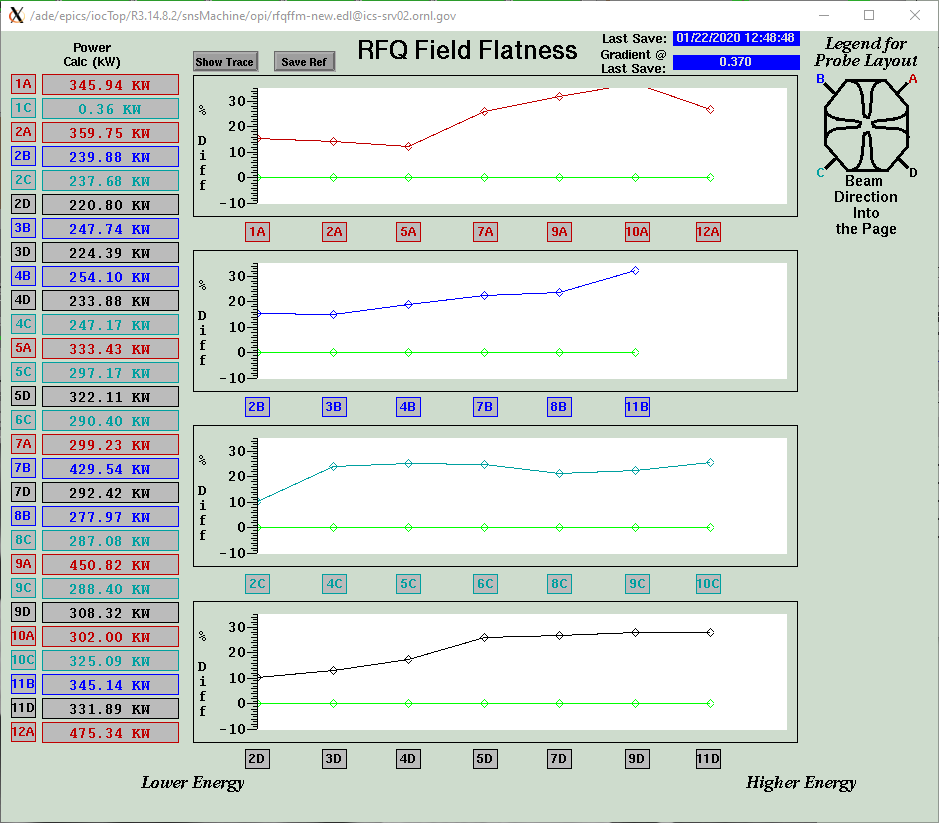 /ade/epics/iocTop/R3.14.8.2/snsMachine/opi/rfqffm-new.edl@ics-srv02.ornl.gov
Power
Calc (kW)
1A 345.94 KW
1C 0.36 KW
2A 359.75 KW
2B 239.88 KW
2C 237.68 KW
2D 220.80 KW
3B 247.74 KW
3D 224.39 KW
4B 254.10 KW
4D 233.88 KW
4C 247.17 KW
5A 333.43 KW
5C 297.17 KW
5D 322.11 KW
6C 290.40 KW
7A 299.23 KW
7B 429.54 KW
7D 292.42 KW
8B 277.97 KW
8C 287.08 KW
9A 450.82 KW
9C 288.40 KW
9D 308.32 KW
10A 302.00 KW
10C 325.09 KW
11B 345.14 KW
11D 331.89 KW
12A 475.34 KW
Show Trace
Save Ref
RFQ Field Flatness
Last Save: 01/22/2020 12:48:48
Gradient @
Last Save: 0.370
% Diff
30
20
10
0
-10
1A 2A 5A 7A 9A 10A 12A
% Diff
30
20
10
0
-10
2B 3B 4B 7B 8B 11B
% Diff
30
20
10
0
-10
2C 4C 5C 6C 8C 9C 10C
% Diff
30
20
10
0
-10
2D 3D 4D 5D 7D 9D 11D
Lower Energy
Higher Energy
Legend for
Probe Layout
B A
C D
Beam
Direction
Into
the Page